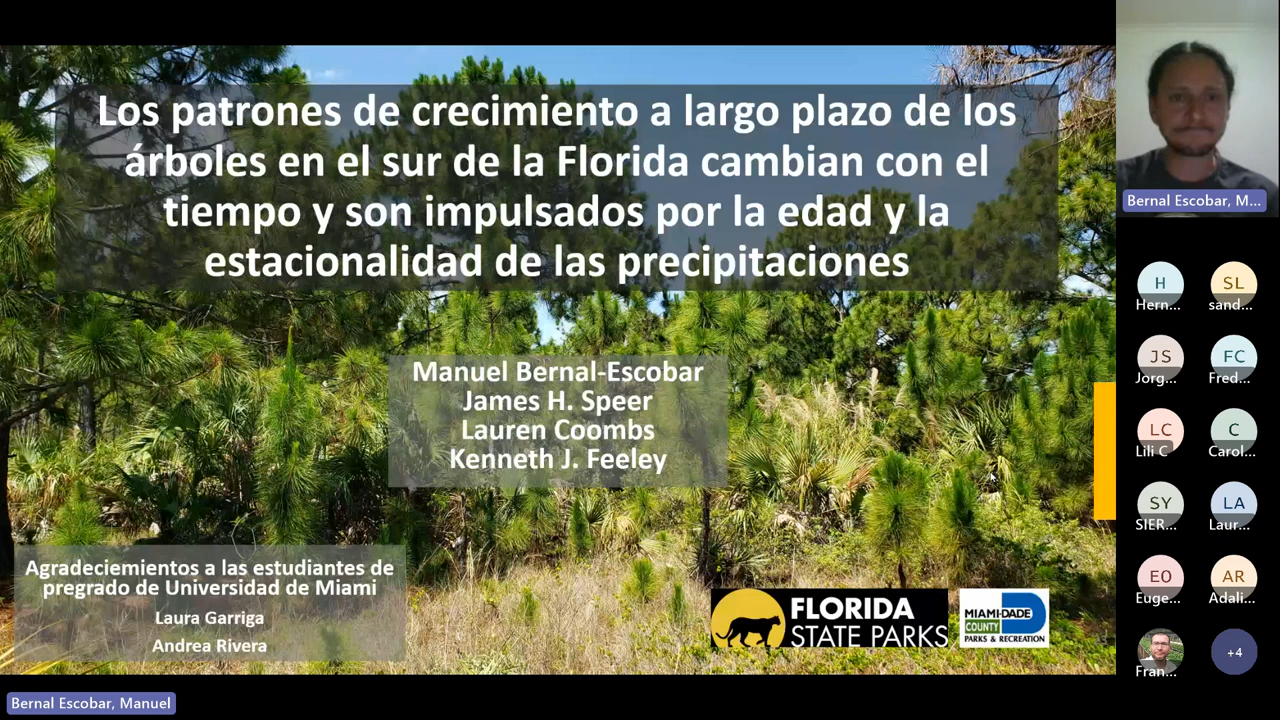 Los patrones de crecimiento a largo plazo de los
árboles en el sur de la Florida cambian con el
tiempo y son impulsados por la edad y la
estacionalidad de las precipitaciones
Manuel Bernal-Escobar
James H. Speer
Lauren Coombs
Kenneth J. Feeley
Agradeciemientos a las estudiantes de
pregrado de Universidad de Miami
Laura Garriga
Andrea Rivera
FLORIDA
STATE PARKS
MIAMI-DADE
COUNTY
PARKS & RECREATION
Bernal Escobar, M...
H
SL
Hern...
sand...
JS
FC
Jorg...
Fred...
LC
C
Lili C
Carol...
SY
LA
SIER...
Laur...
EO
AR
Euge...
Adali...
+4
Fran...
Bernal Escobar, Manuel